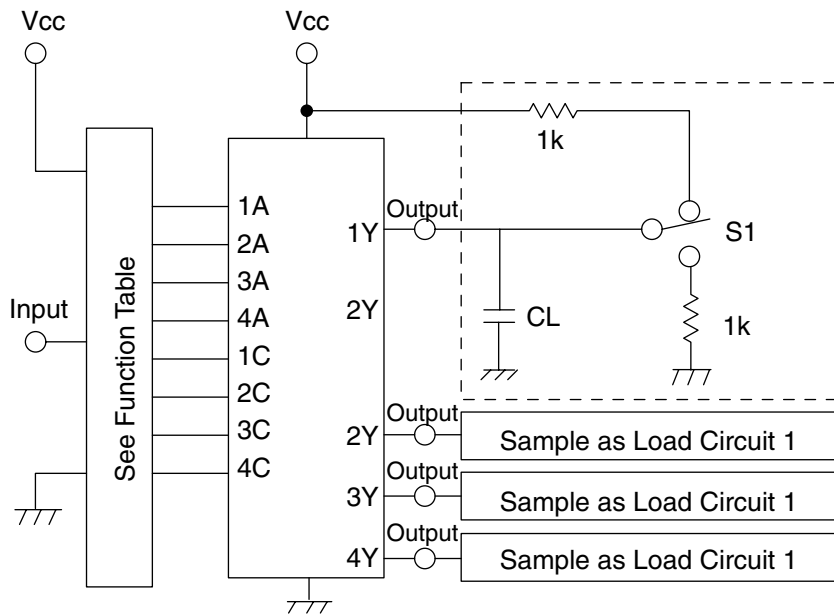 Vcc
Vcc
1k
See Function Table
1A
2A
3A
4A
1C
2C
3C
4C
Input
1Y
Output
S1
2Y
CL
1k
2Y
Output
Sample as Load Circuit 1
3Y
Output
Sample as Load Circuit 1
4Y
Output
Sample as Load Circuit 1